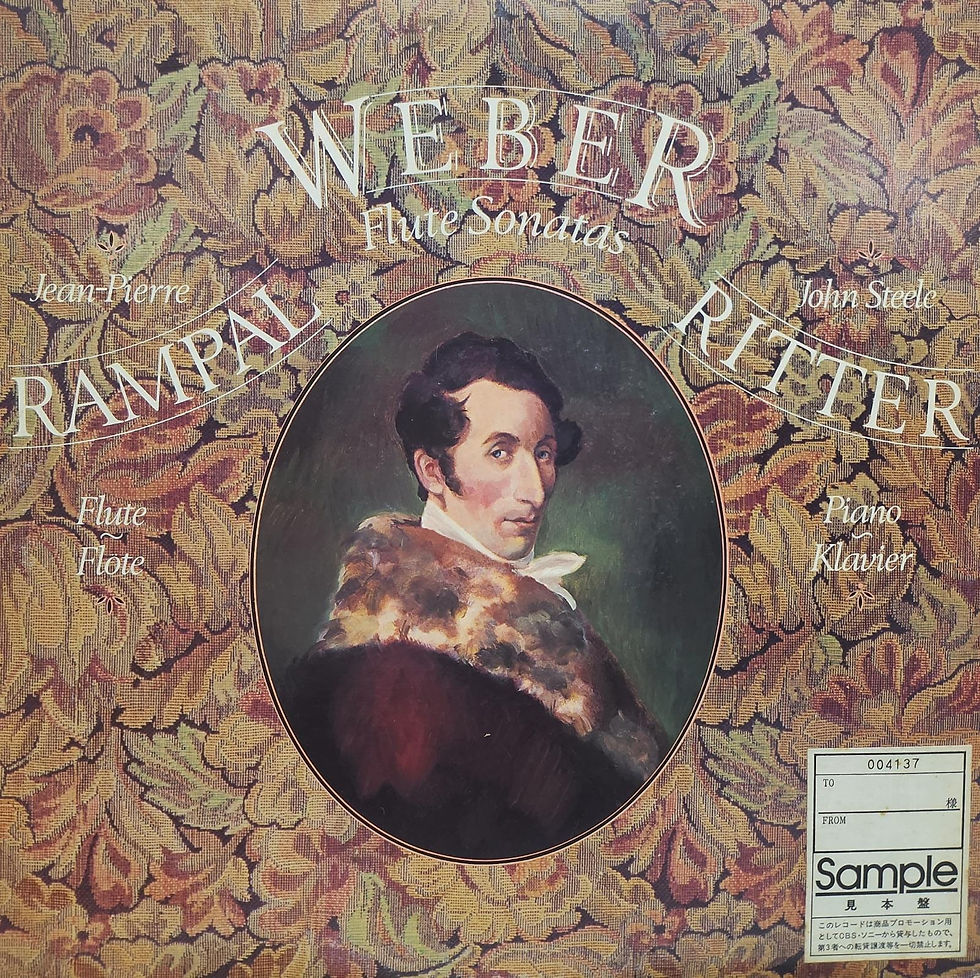 WEBER
Flute Sonatas
Jean-Pierre
RAMPAL
Flute
~
Flöte
John Steele
RITTER
Piano
~
Klavier
004137
TO
様
FROM
Sample
見本盤
このレコードは商品プロモーション用
としてCBS・ソニーから貸与したもので、
第3者への転貸譲渡等を一切禁止します。